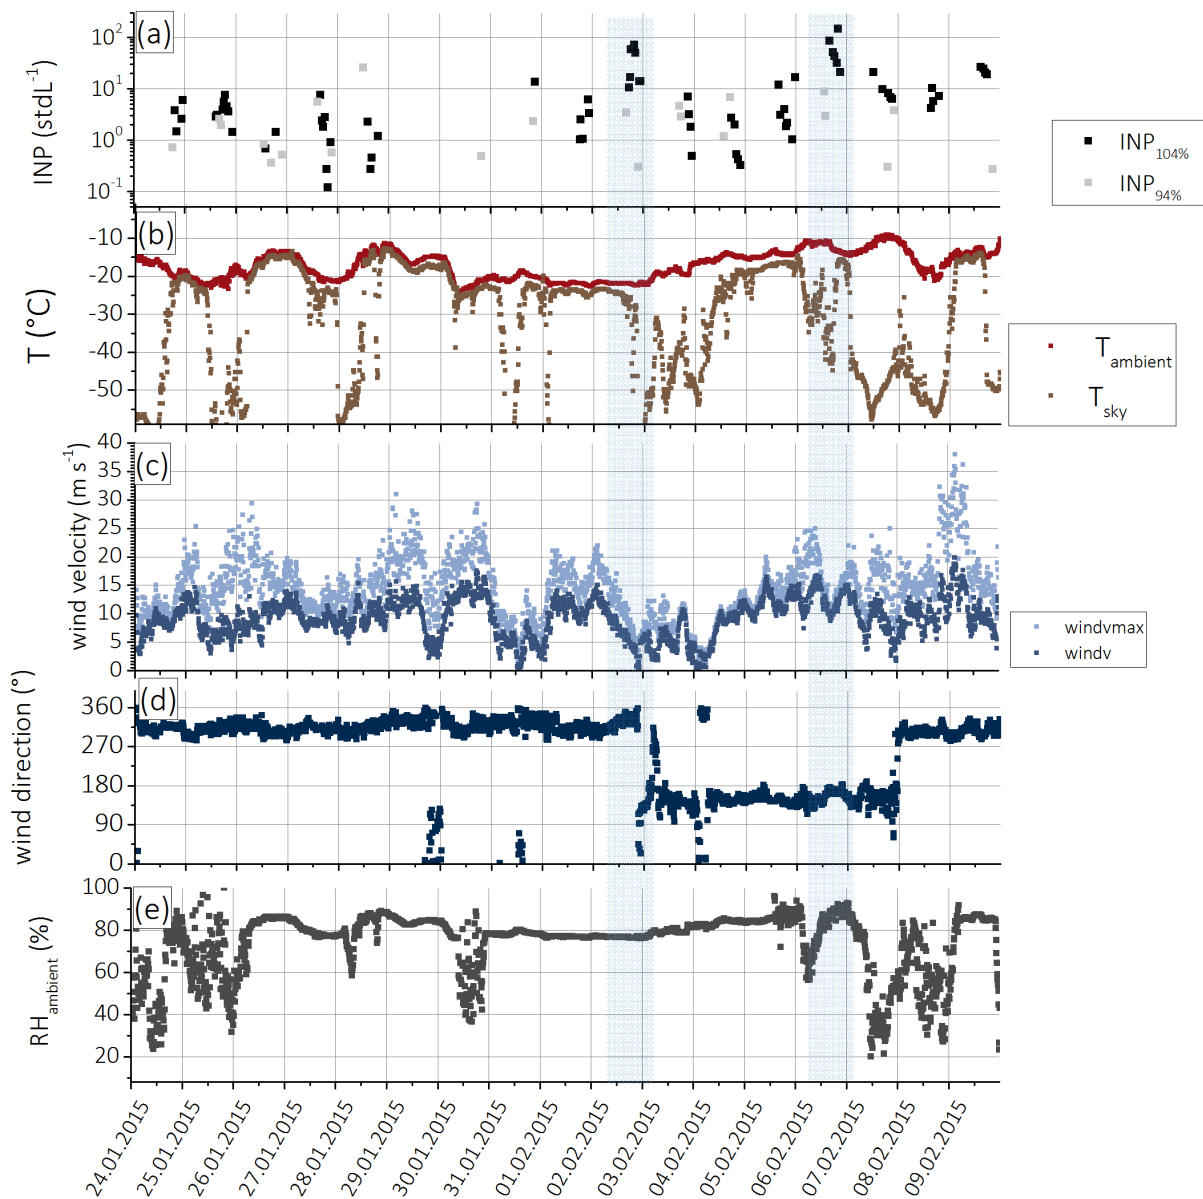 (a)
INP (stdL⁻¹)
10²
10¹
10⁰
10⁻¹
INP104%
INP94%
(b)
T (°C)
-10
-20
-30
-40
-50
Tambient
Tsky
(c)
wind velocity (m s⁻¹)
40
35
30
25
20
15
10
5
0
windvmax
windv
(d)
wind direction (°)
360
270
180
90
0
(e)
RHambient (%)
100
80
60
40
20
24.01.2015
25.01.2015
26.01.2015
27.01.2015
28.01.2015
29.01.2015
30.01.2015
31.01.2015
01.02.2015
02.02.2015
03.02.2015
04.02.2015
05.02.2015
06.02.2015
07.02.2015
08.02.2015
09.02.2015